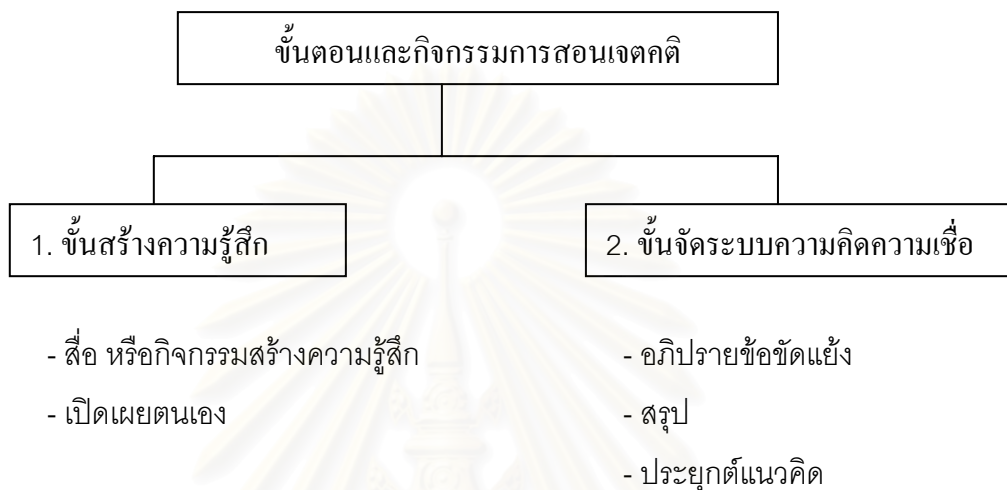 ขั้นตอนและกิจกรรมการสอนเจตคติ
1. ขั้นสร้างความรู้สึก
2. ขั้นจัดระบบความคิดความเชื่อ
- สื่อ หรือกิจกรรมสร้างความรู้สึก
- เปิดเผยตนเอง
- อภิปรายข้อขัดแย้ง
- สรุป
- ประยุกต์แนวคิด